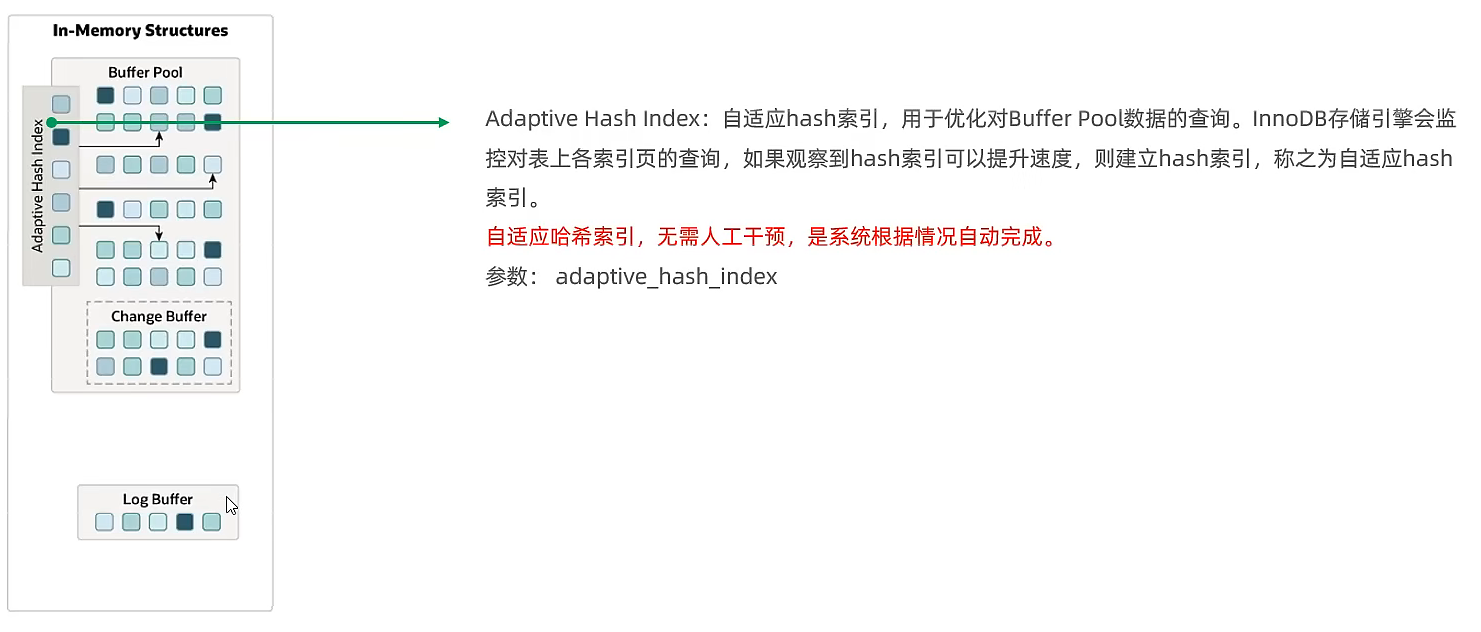 In-Memory Structures
Buffer Pool
Adaptive Hash Index
Change Buffer
Log Buffer
Adaptive Hash Index：自适应hash索引，用于优化对Buffer Pool数据的查询。InnoDB存储引擎会监
控对表上各索引页的查询，如果观察到hash索引可以提升速度，则建立hash索引，称之为自适应hash
索引。
自适应哈希索引，无需人工干预，是系统根据情况自动完成。
参数： adaptive_hash_index